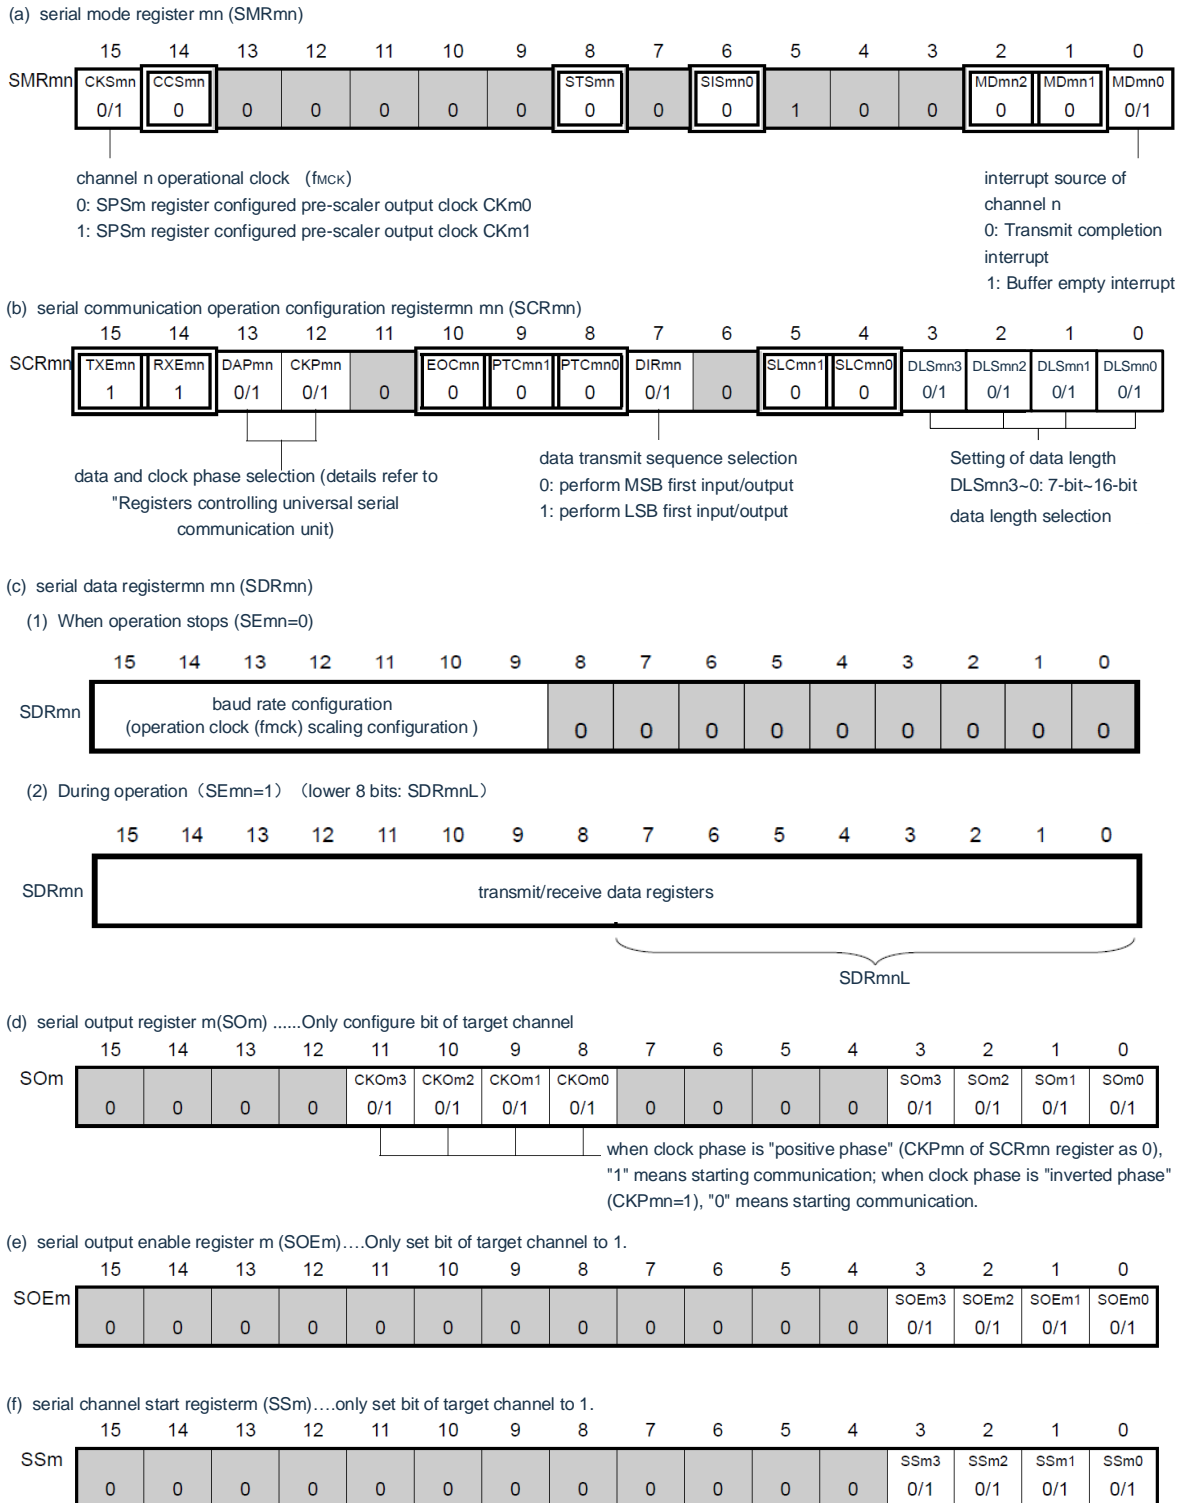 (a) serial mode register mn (SMRmn)
15 14 13 12 11 10 9 8 7 6 5 4 3 2 1 0
SMRmn CKSmn CCSmn STSmn SISmn0 MDmn2 MDmn1 MDmn0
0/1 0 0 0 0 0 0 0 0 0 1 0 0 0 0 0/1
channel n operational clock （fMCK）
0: SPSm register configured pre-scaler output clock CKm0
1: SPSm register configured pre-scaler output clock CKm1
interrupt source of
channel n
0: Transmit completion
interrupt
1: Buffer empty interrupt
(b) serial communication operation configuration registermn mn (SCRmn)
15 14 13 12 11 10 9 8 7 6 5 4 3 2 1 0
SCRmn TXEmn RXEmn DAPmn CKPmn EOCmn PTCmn1 PTCmn0 DIRmn SLCmn1 SLCmn0 DLSmn3 DLSmn2 DLSmn1 DLSmn0
1 1 0/1 0/1 0 0 0 0 0/1 0 0 0 0/1 0/1 0/1 0/1
data and clock phase selection (details refer to
"Registers controlling universal serial
communication unit)
data transmit sequence selection
0: perform MSB first input/output
1: perform LSB first input/output
Setting of data length
DLSmn3~0: 7-bit~16-bit
data length selection
(c) serial data registermn mn (SDRmn)
(1) When operation stops (SEmn=0)
15 14 13 12 11 10 9 8 7 6 5 4 3 2 1 0
SDRmn baud rate configuration
(operation clock (fmck) scaling configuration ) 0 0 0 0 0 0 0 0 0
(2) During operation（SEmn=1）（lower 8 bits: SDRmnL）
15 14 13 12 11 10 9 8 7 6 5 4 3 2 1 0
SDRmn transmit/receive data registers
SDRmnL
(d) serial output register m(SOm) ......Only configure bit of target channel
15 14 13 12 11 10 9 8 7 6 5 4 3 2 1 0
SOm CKOm3 CKOm2 CKOm1 CKOm0 SOm3 SOm2 SOm1 SOm0
0 0 0 0 0/1 0/1 0/1 0/1 0 0 0 0 0/1 0/1 0/1 0/1
when clock phase is "positive phase" (CKPmn of SCRmn register as 0),
"1" means starting communication; when clock phase is "inverted phase"
(CKPmn=1), "0" means starting communication.
(e) serial output enable register m (SOEm)….Only set bit of target channel to 1.
15 14 13 12 11 10 9 8 7 6 5 4 3 2 1 0
SOEm SOEm3 SOEm2 SOEm1 SOEm0
0 0 0 0 0 0 0 0 0 0 0 0 0/1 0/1 0/1 0/1
(f) serial channel start registerm (SSm)….only set bit of target channel to 1.
15 14 13 12 11 10 9 8 7 6 5 4 3 2 1 0
SSm SSm3 SSm2 SSm1 SSm0
0 0 0 0 0 0 0 0 0 0 0 0 0/1 0/1 0/1 0/1